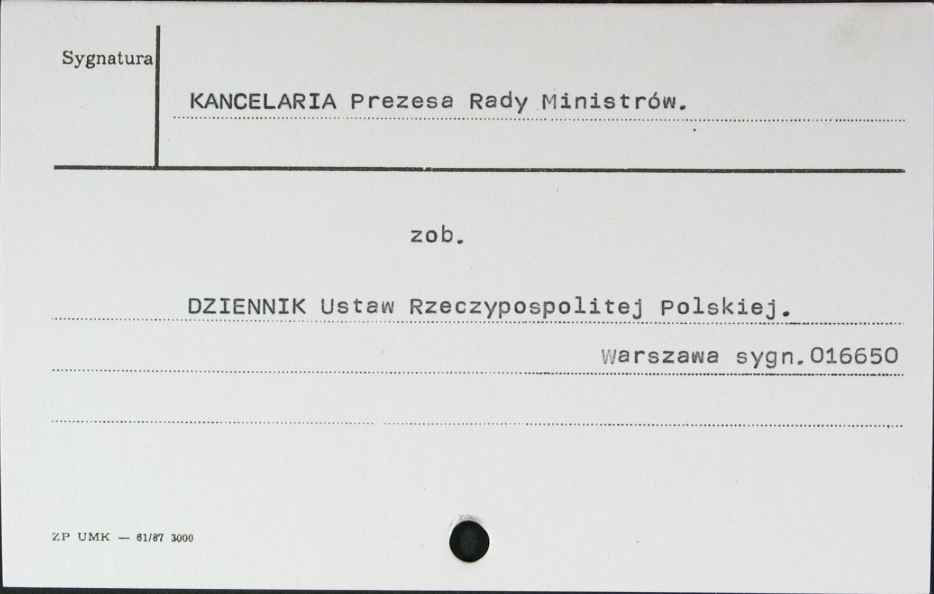 Sygnatura
KANCELARIA Prezesa Rady Ministrów.
zob.
DZIENNIK Ustaw Rzeczypospolitej Polskiej.
Warszawa sygn.016650
ZP UMK — 61/87 3000